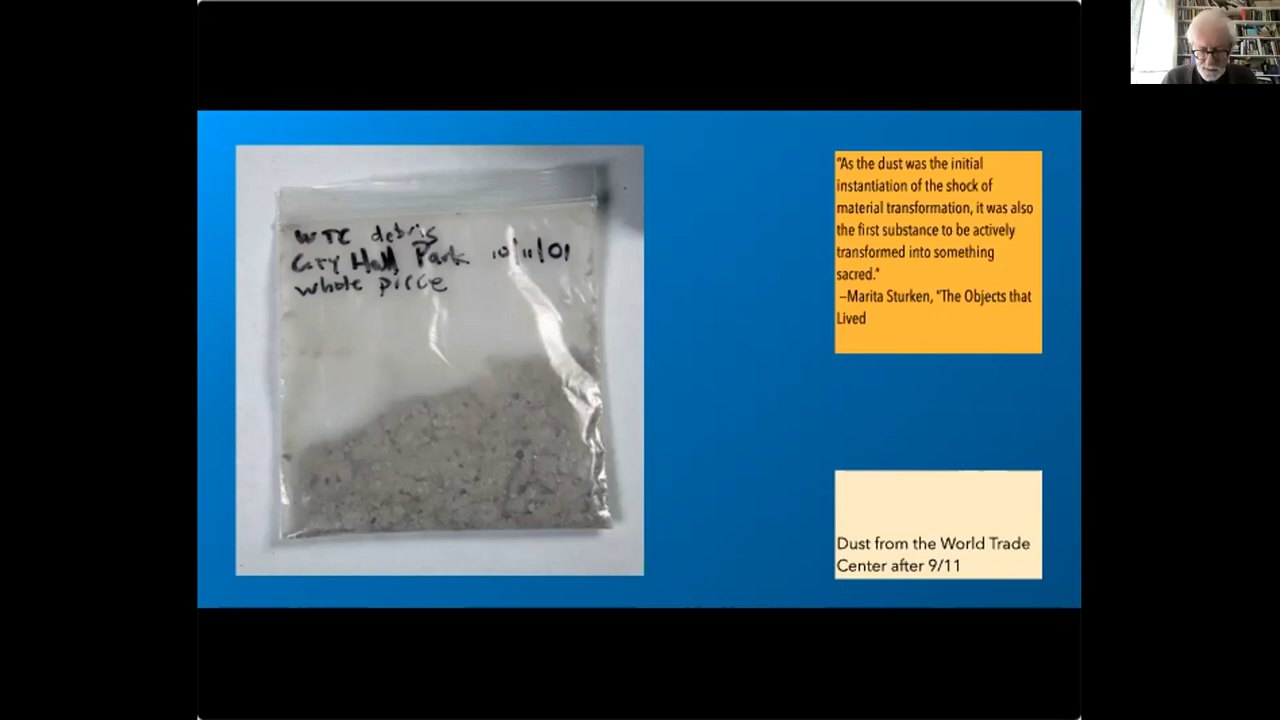 WTC debris
City Hall Park 10/11/01
whole piece
"As the dust was the initial
instantiation of the shock of
material transformation, it was also
the first substance to be actively
transformed into something
sacred."
—Marita Sturken, "The Objects that
Lived
Dust from the World Trade
Center after 9/11